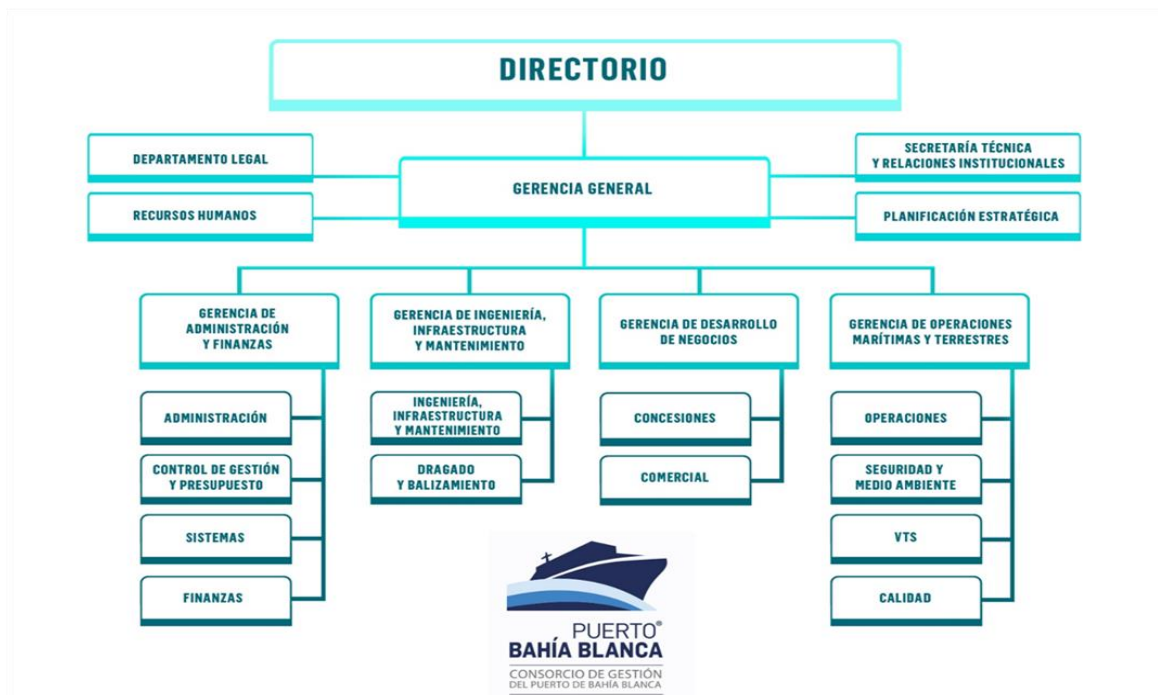 DIRECTORIO
DEPARTAMENTO LEGAL
SECRETARÍA TÉCNICA
Y RELACIONES INSTITUCIONALES
GERENCIA GENERAL
RECURSOS HUMANOS
PLANIFICACIÓN ESTRATÉGICA
GERENCIA DE
ADMINISTRACIÓN
Y FINANZAS
GERENCIA DE INGENIERÍA,
INFRAESTRUCTURA
Y MANTENIMIENTO
GERENCIA DE DESARROLLO
DE NEGOCIOS
GERENCIA DE OPERACIONES
MARÍTIMAS Y TERRESTRES
ADMINISTRACIÓN
INGENIERÍA,
INFRAESTRUCTURA
Y MANTENIMIENTO
CONCESIONES
OPERACIONES
CONTROL DE GESTIÓN
Y PRESUPUESTO
DRAGADO
Y BALIZAMIENTO
COMERCIAL
SEGURIDAD Y
MEDIO AMBIENTE
SISTEMAS
VTS
FINANZAS
CALIDAD
PUERTO®
BAHÍA BLANCA
CONSORCIO DE GESTIÓN
DEL PUERTO DE BAHÍA BLANCA